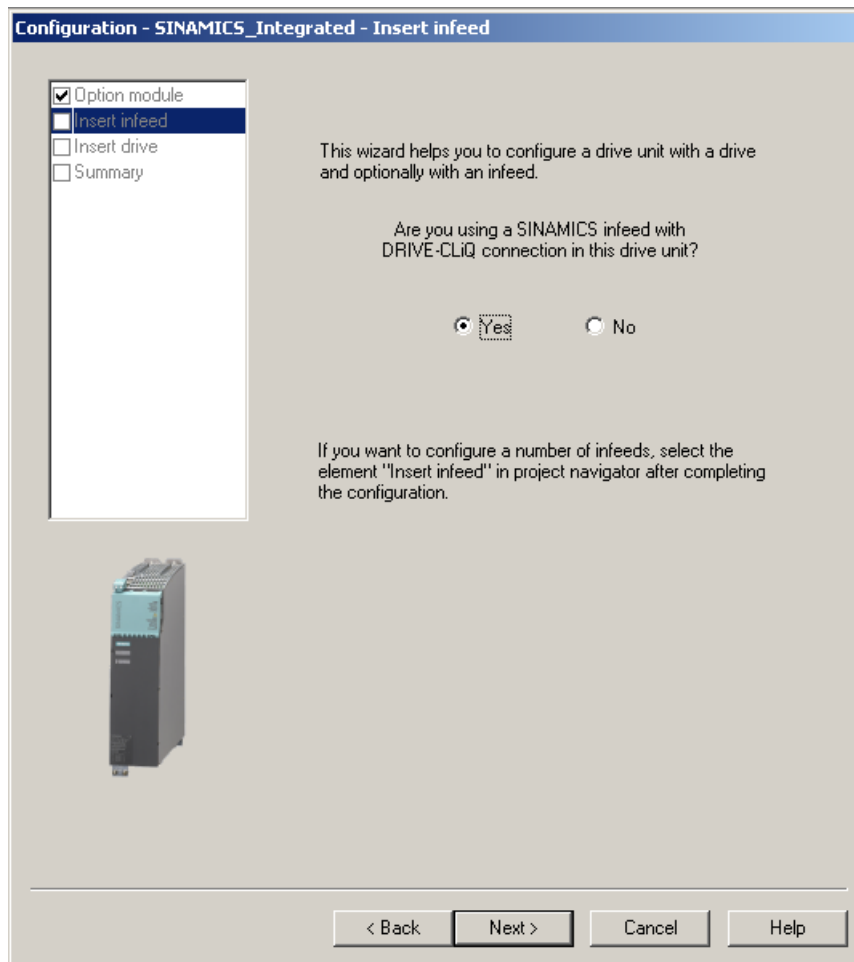 Configuration - SINAMICS_Integrated - Insert infeed
Option module
Insert infeed
Insert drive
Summary
This wizard helps you to configure a drive unit with a drive
and optionally with an infeed.
Are you using a SINAMICS infeed with
DRIVE-CLiQ connection in this drive unit?
Yes
No
If you want to configure a number of infeeds, select the
element "Insert infeed" in project navigator after completing
the configuration.
< Back
Next >
Cancel
Help